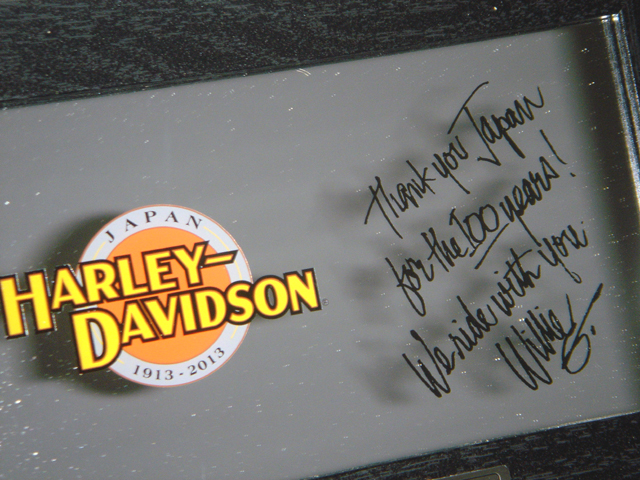 JAPAN
HARLEY-
DAVIDSON
1913-2013
Thank you Japan
for the 100 years!
We ride with you
Willie G.